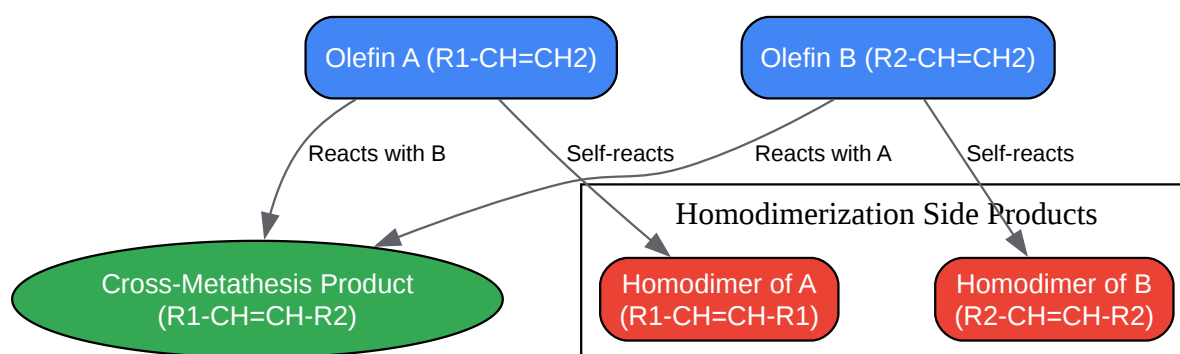 Olefin A (R1-CH=CH2)
Olefin B (R2-CH=CH2)
Reacts with B
Self-reacts
Reacts with A
Self-reacts
Homodimerization Side Products
Cross-Metathesis Product
(R1-CH=CH-R2)
Homodimer of A
(R1-CH=CH-R1)
Homodimer of B
(R2-CH=CH-R2)